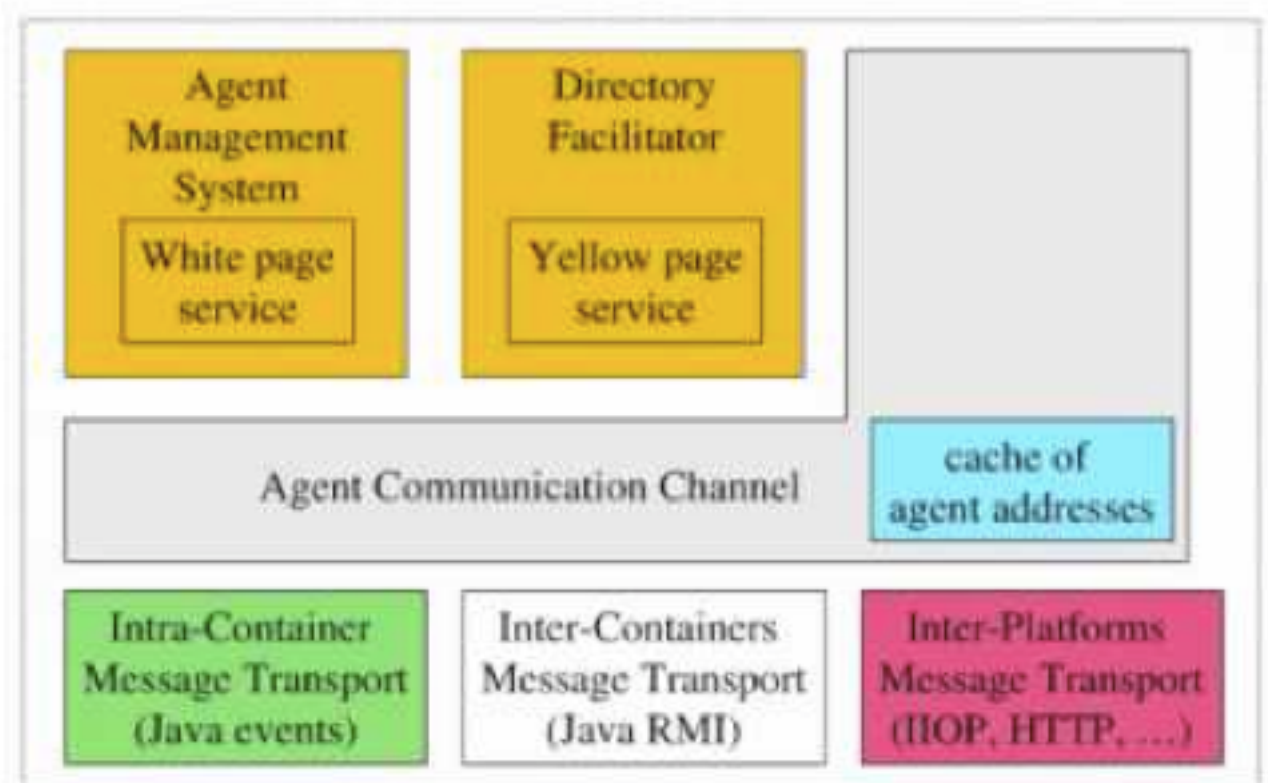 Agent
Management
System
White page
service
Directory
Facilitator
Yellow page
service
Agent Communication Channel
cache of
agent addresses
Intra-Container
Message Transport
(Java events)
Inter-Containers
Message Transport
(Java RMI)
Inter-Platforms
Message Transport
(IIOP, HTTP, …)